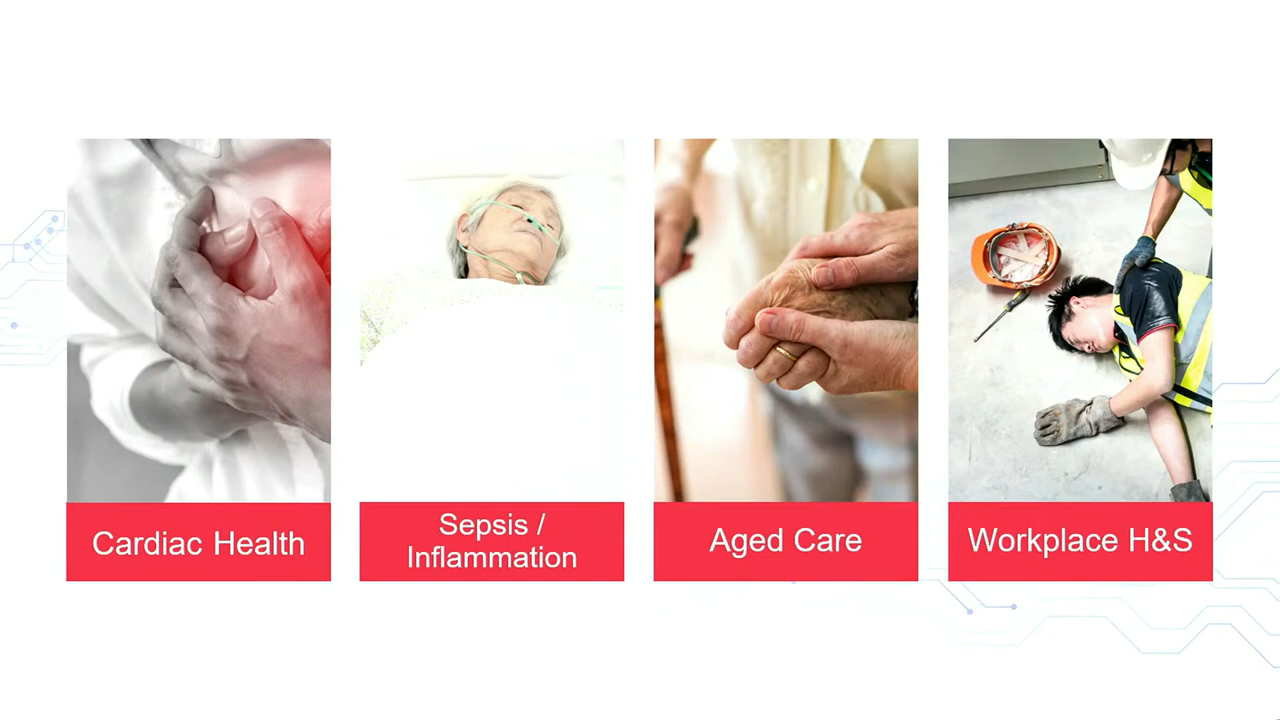 Cardiac Health
Sepsis /
Inflammation
Aged Care
Workplace H&S